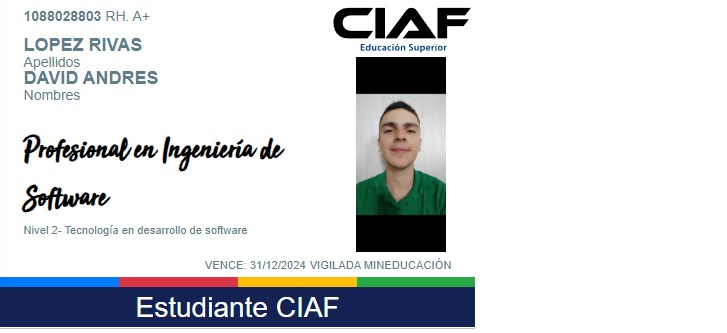 1088028803 RH. A+
LOPEZ RIVAS
Apellidos
DAVID ANDRES
Nombres
Profesional en Ingeniería de
Software
Nivel 2- Tecnología en desarrollo de software
CIAF
Educación Superior
VENCE: 31/12/2024 VIGILADA MINEDUCACIÓN
Estudiante CIAF